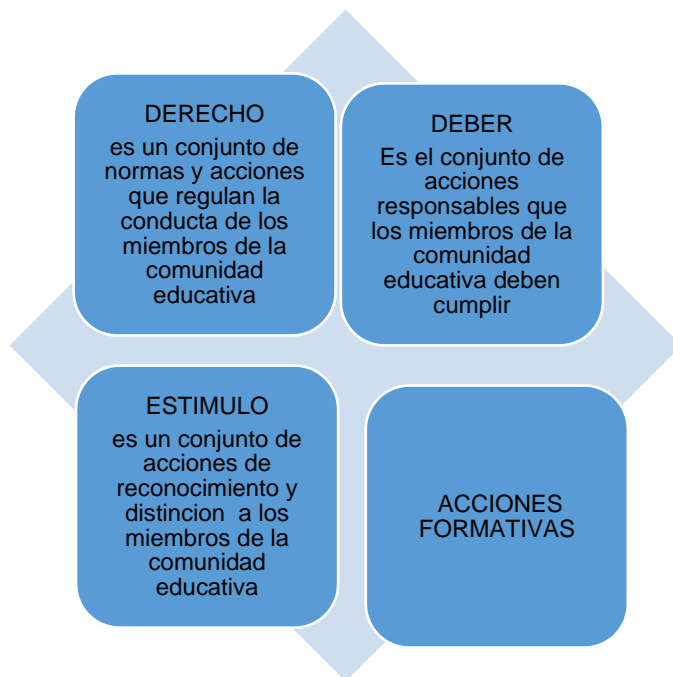 DERECHO
es un conjunto de
normas y acciones
que regulan la
conducta de los
miembros de la
comunidad
educativa
DEBER
Es el conjunto de
acciones
responsables que
los miembros de la
comunidad
educativa deben
cumplir
ESTIMULO
es un conjunto de
acciones de
reconocimiento y
distincion a los
miembros de la
comunidad
educativa
ACCIONES
FORMATIVAS